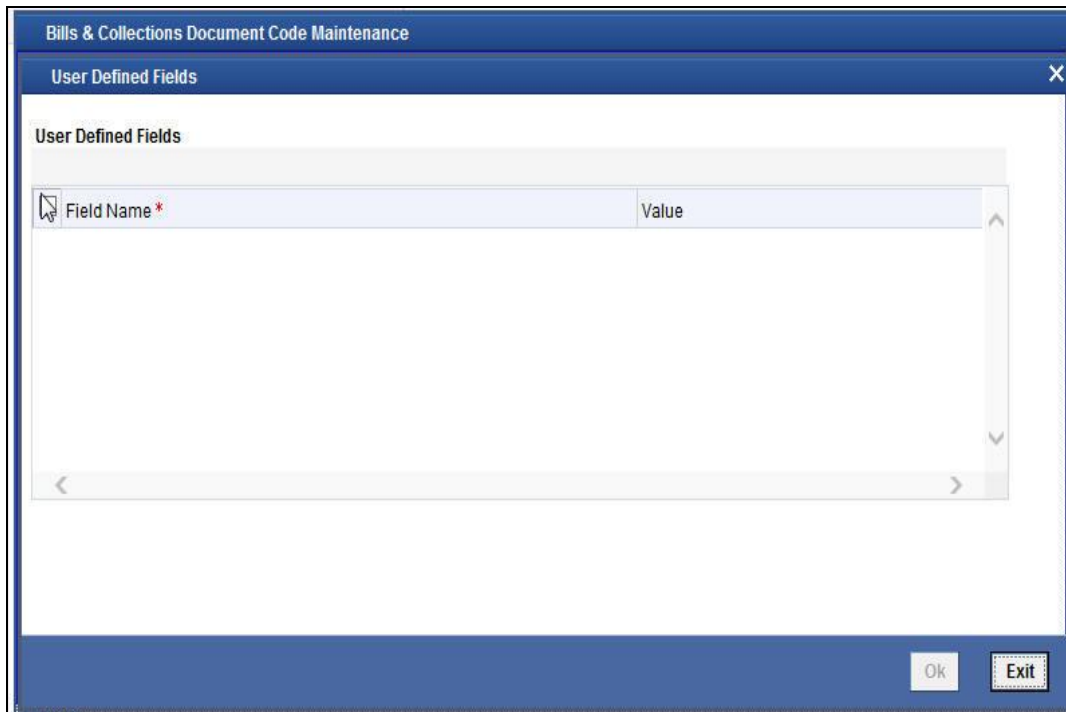 Bills & Collections Document Code Maintenance
User Defined Fields
User Defined Fields
Field Name * Value
Ok Exit